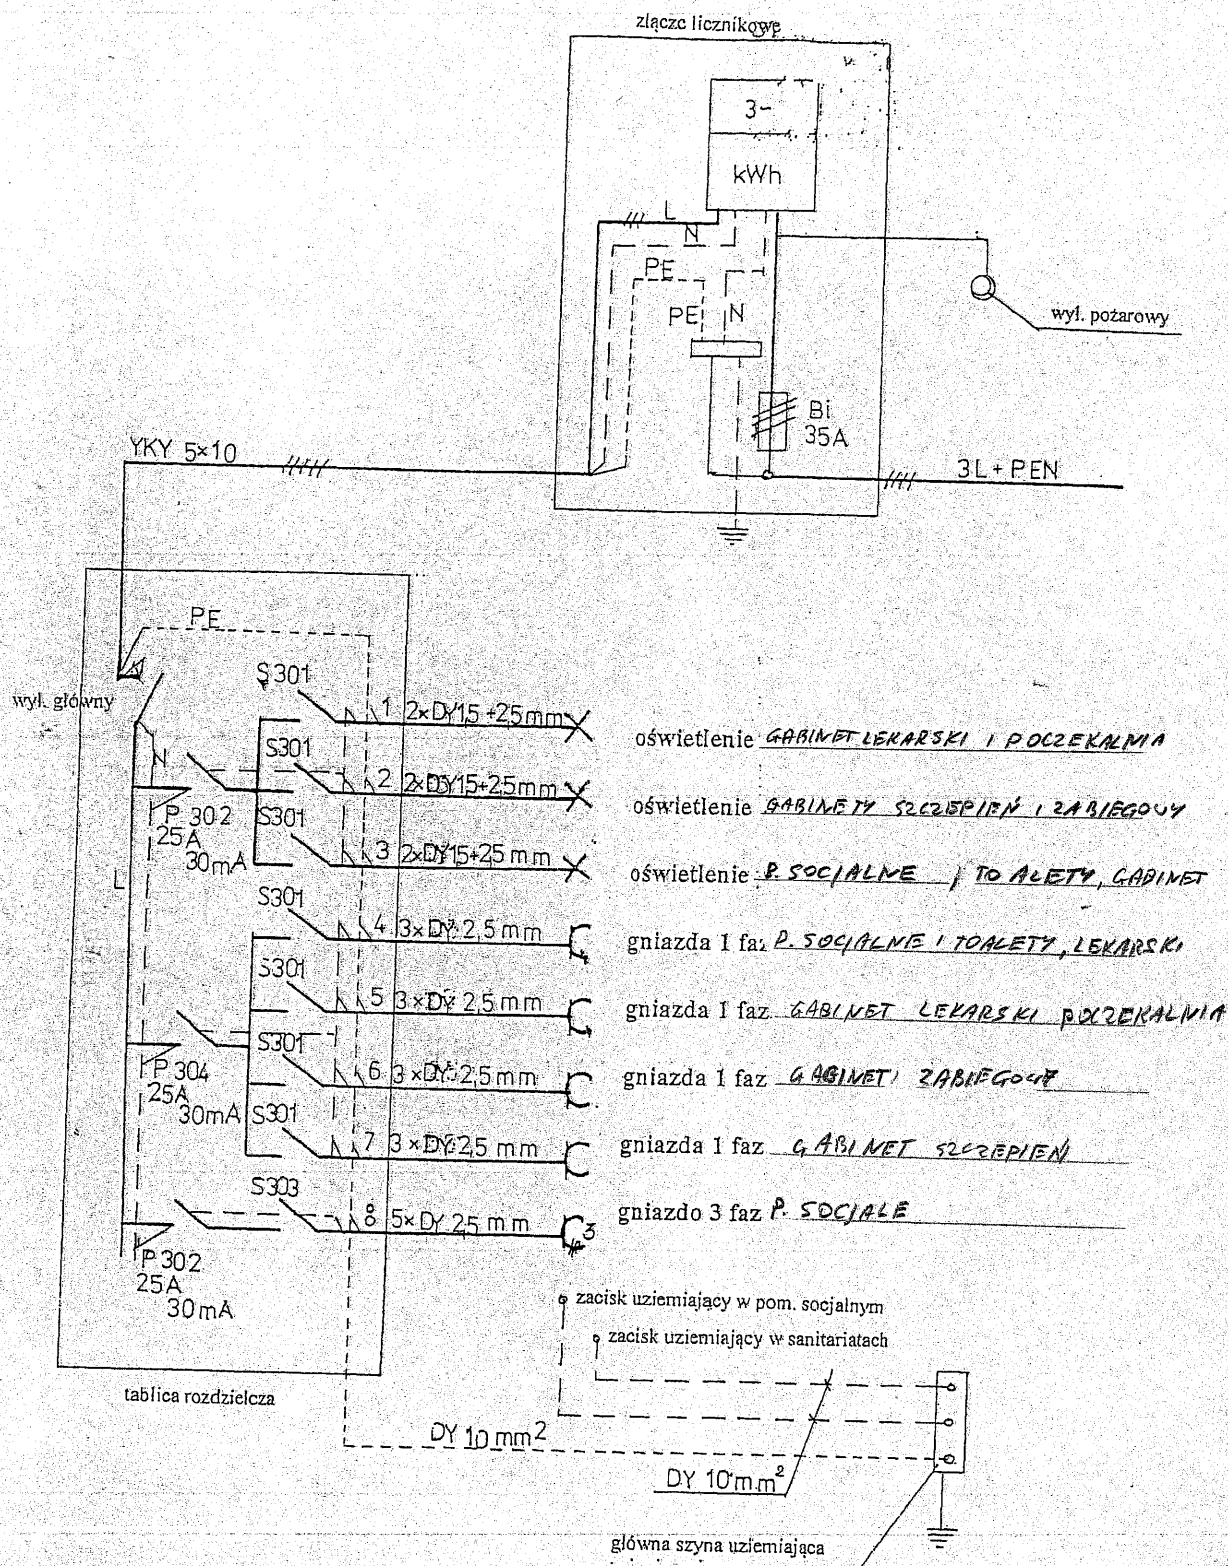 złącze licznikowe
3~
kWh
L
N
PE
PE N
wył. pożarowy
Bi
35A
YKY 5×10
3L + PEN
PE
wył. główny
S301
1 2×DY1,5+2,5mm
oświetlenie GABINET LEKARSKI I POCZEKALNIA
N
S301
2 2×DY1,5+2,5mm
oświetlenie GABINETY SZCZEPIEŃ I ZABIEGOWY
P 302
25A
30mA
S301
3 2×DY1,5+2,5mm
oświetlenie P. SOCJALNE , TOALETY, GABINET
L
S301
4 3×DY 2,5 mm
gniazda 1 faz P. SOCJALNE I TOALETY, LEKARSKI
S301
5 3×DY 2,5 mm
gniazda 1 faz GABINET LEKARSKI POCZEKALNIA
P 304
25A
30mA
S301
6 3×DY 2,5 mm
gniazda 1 faz GABINET ZABIEGOWY
S301
7 3×DY 2,5 mm
gniazda 1 faz GABINET SZCZEPIEŃ
S303
8 5×DY 2,5 mm
3
gniazdo 3 faz P. SOCJALE
P 302
25A
30mA
zacisk uziemiający w pom. socjalnym
zacisk uziemiający w sanitariatach
tablica rozdzielcza
DY 10 mm²
DY 10 mm²
główna szyna uziemiająca